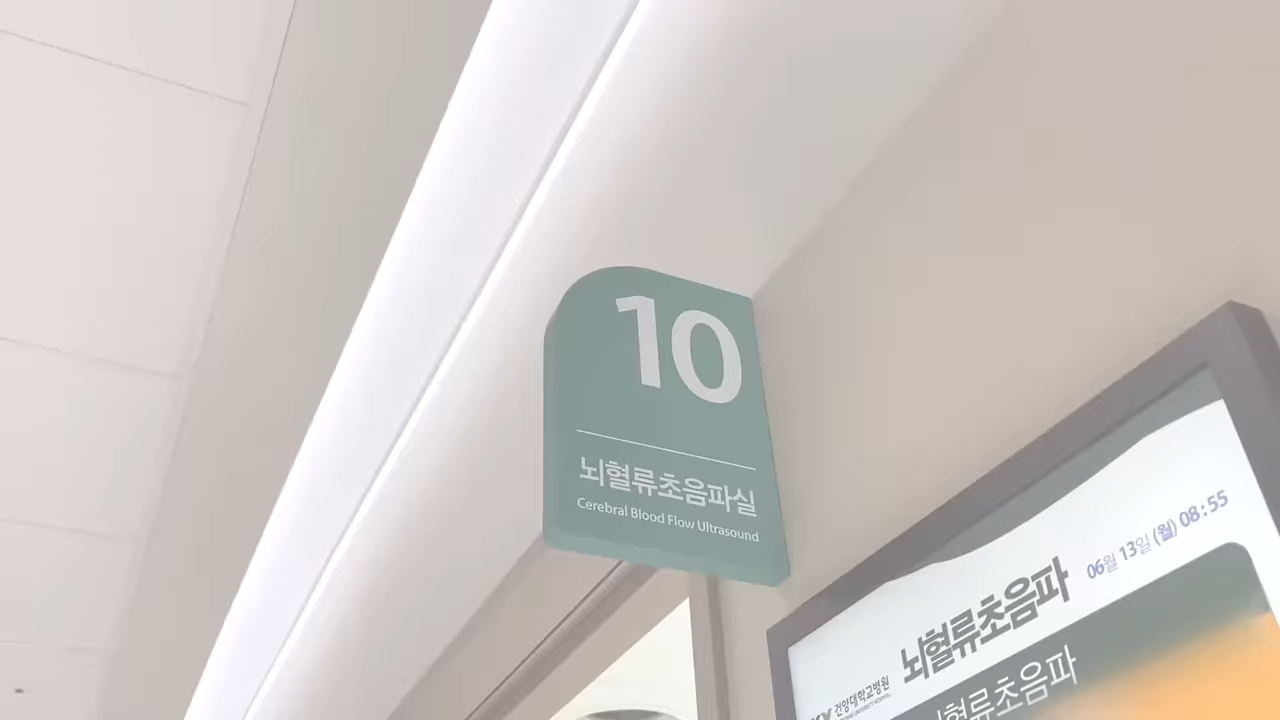 10
뇌혈류초음파실
Cerebral Blood Flow Ultrasound
06월 13일 (월) 08:55
건양대학교병원 뇌혈류초음파
뇌혈류초음파